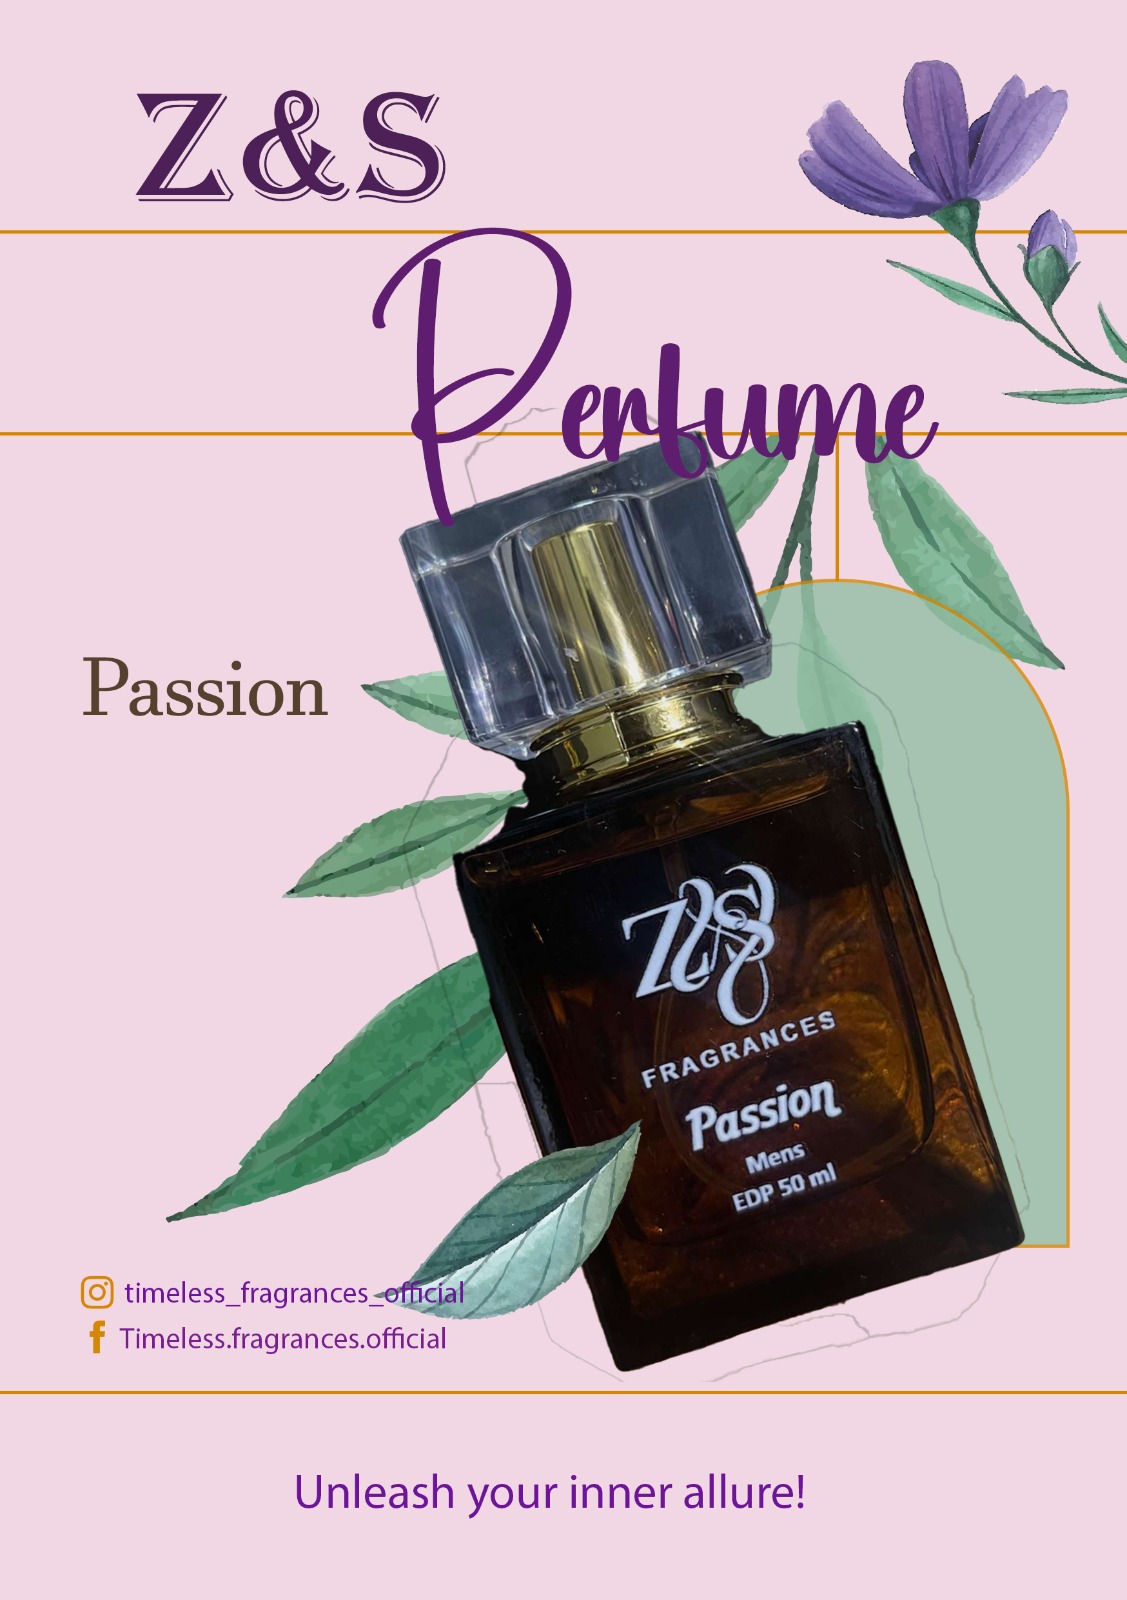 Z&S
Perfume
Passion
Z&S
FRAGRANCES
Passion
Mens
EDP 50 ml
timeless_fragrances_official
Timeless.fragrances.official
Unleash your inner allure!